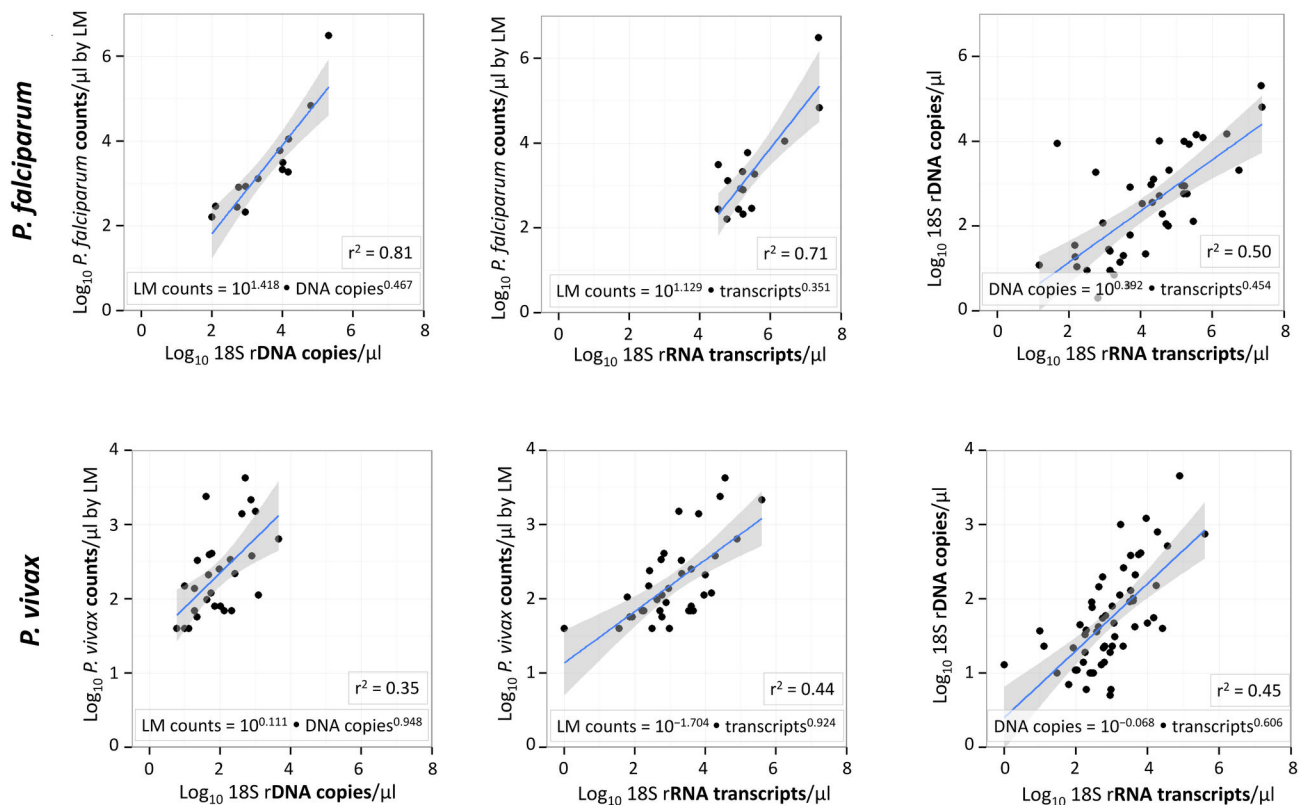 P. falciparum
Log10 P. falciparum counts/µl by LM
6
4
2
0
r² = 0.81
LM counts = 10^1.418 • DNA copies^0.467
0 2 4 6 8
Log10 18S rDNA copies/µl
Log10 P. falciparum counts/µl by LM
6
4
2
0
r² = 0.71
LM counts = 10^1.129 • transcripts^0.351
0 2 4 6 8
Log10 18S rRNA transcripts/µl
Log10 18S rDNA copies/µl
6
4
2
0
r² = 0.50
DNA copies = 10^0.392 • transcripts^0.454
0 2 4 6 8
Log10 18S rRNA transcripts/µl
P. vivax
Log10 P. vivax counts/µl by LM
4
3
2
1
0
r² = 0.35
LM counts = 10^0.111 • DNA copies^0.948
0 2 4 6 8
Log10 18S rDNA copies/µl
Log10 P. vivax counts/µl by LM
4
3
2
1
0
r² = 0.44
LM counts = 10^−1.704 • transcripts^0.924
0 2 4 6 8
Log10 18S rRNA transcripts/µl
Log10 18S rDNA copies/µl
4
3
2
1
0
r² = 0.45
DNA copies = 10^−0.068 • transcripts^0.606
0 2 4 6 8
Log10 18S rRNA transcripts/µl